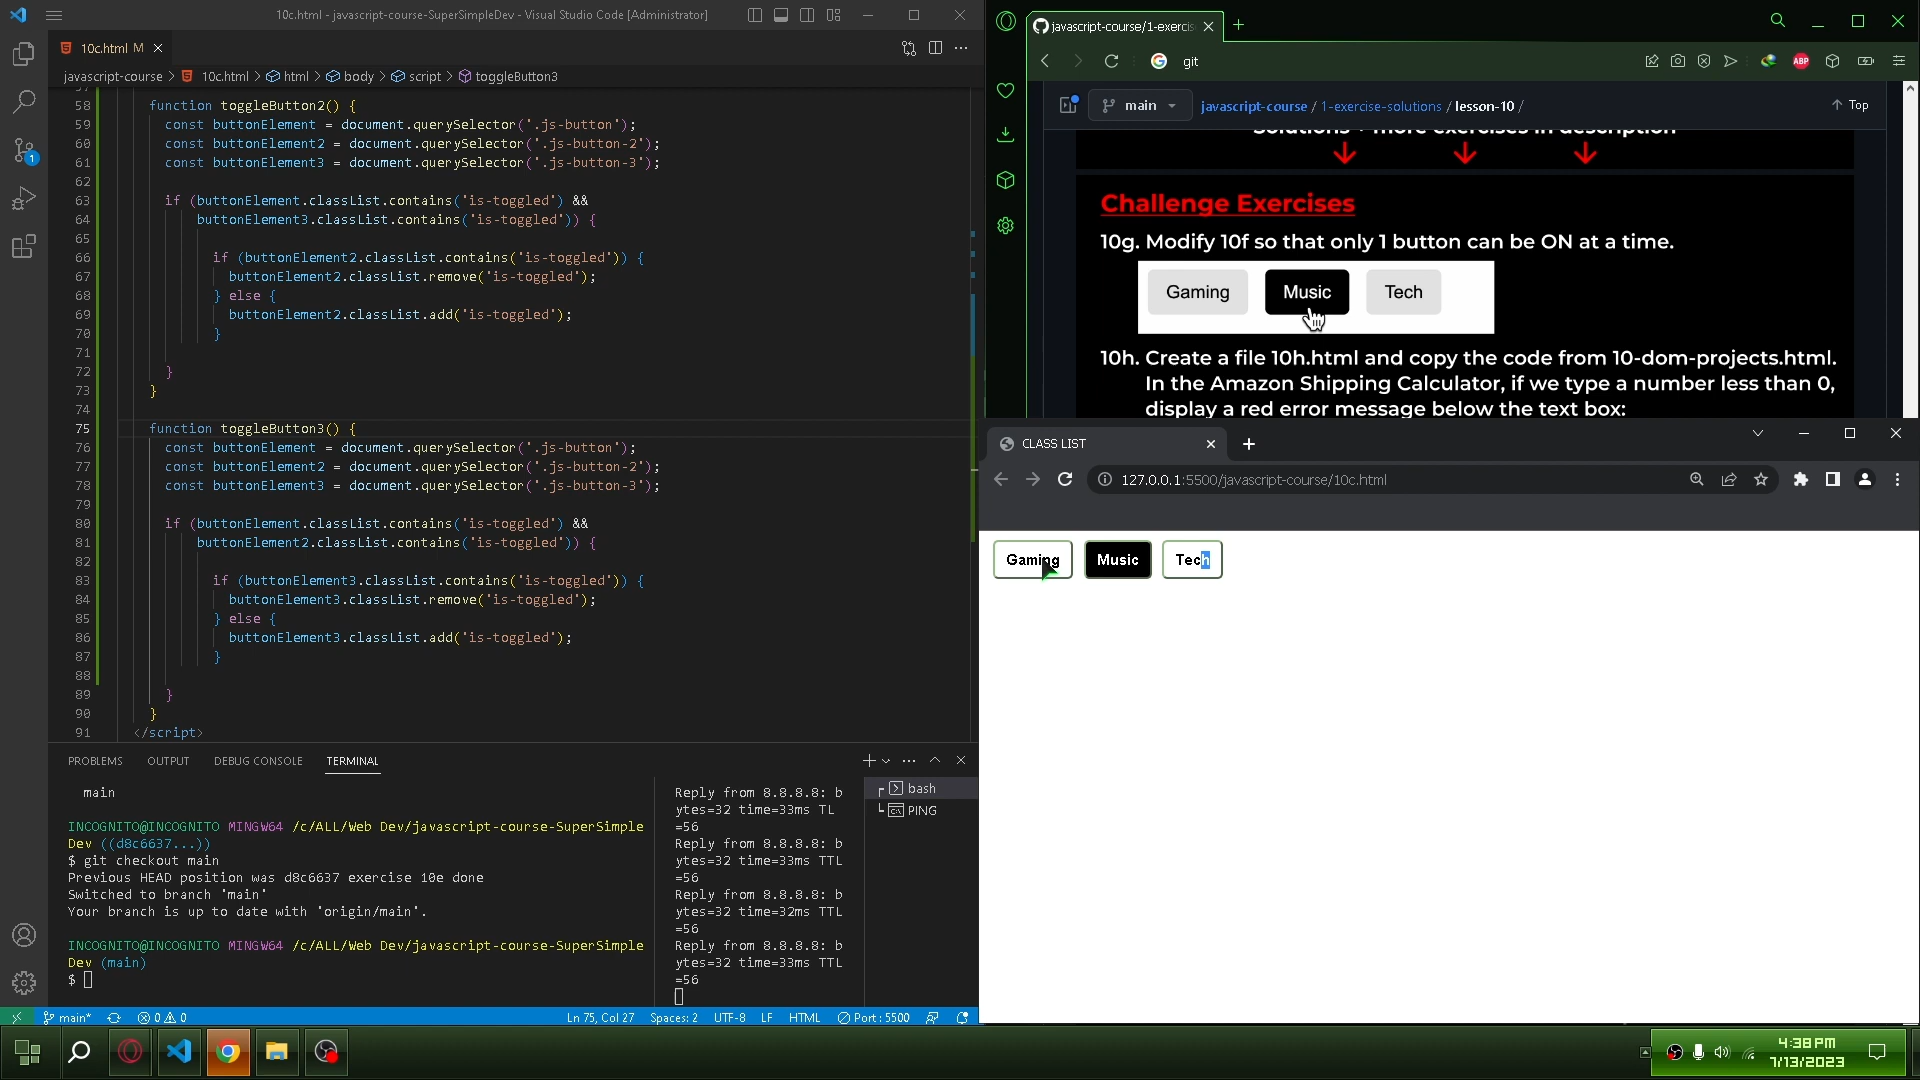 10c.html - javascript-course-SuperSimpleDev - Visual Studio Code [Administrator]
10c.html M
javascript-course > 10c.html > html > body > script > toggleButton3
58 function toggleButton2() {
59 const buttonElement = document.querySelector('.js-button');
60 const buttonElement2 = document.querySelector('.js-button-2');
61 const buttonElement3 = document.querySelector('.js-button-3');
62
63 if (buttonElement.classList.contains('is-toggled') &&
64 buttonElement3.classList.contains('is-toggled')) {
65
66 if (buttonElement2.classList.contains('is-toggled')) {
67 buttonElement2.classList.remove('is-toggled');
68 } else {
69 buttonElement2.classList.add('is-toggled');
70 }
71
72 }
73 }
74
75 function toggleButton3() {
76 const buttonElement = document.querySelector('.js-button');
77 const buttonElement2 = document.querySelector('.js-button-2');
78 const buttonElement3 = document.querySelector('.js-button-3');
79
80 if (buttonElement.classList.contains('is-toggled') &&
81 buttonElement2.classList.contains('is-toggled')) {
82
83 if (buttonElement3.classList.contains('is-toggled')) {
84 buttonElement3.classList.remove('is-toggled');
85 } else {
86 buttonElement3.classList.add('is-toggled');
87 }
88
89 }
90 }
91 </script>
PROBLEMS OUTPUT DEBUG CONSOLE TERMINAL
main
INCOGNITO@INCOGNITO MINGW64 /c/ALL/Web Dev/javascript-course-SuperSimple
Dev ((d8c6637...))
$ git checkout main
Previous HEAD position was d8c6637 exercise 10e done
Switched to branch 'main'
Your branch is up to date with 'origin/main'.
INCOGNITO@INCOGNITO MINGW64 /c/ALL/Web Dev/javascript-course-SuperSimple
Dev (main)
$
Reply from 8.8.8.8: b
ytes=32 time=33ms TL
=56
Reply from 8.8.8.8: b
ytes=32 time=33ms TTL
=56
Reply from 8.8.8.8: b
ytes=32 time=32ms TTL
=56
Reply from 8.8.8.8: b
ytes=32 time=33ms TTL
=56
bash
PING
main* 0 0 Ln 75, Col 27 Spaces: 2 UTF-8 LF HTML Port : 5500
javascript-course/1-exercis
git
ABP
main javascript-course / 1-exercise-solutions / lesson-10 / Top
Solutions + more exercises in description
Challenge Exercises
10g. Modify 10f so that only 1 button can be ON at a time.
Gaming Music Tech
10h. Create a file 10h.html and copy the code from 10-dom-projects.html.
In the Amazon Shipping Calculator, if we type a number less than 0,
display a red error message below the text box:
CLASS LIST
127.0.0.1:5500/javascript-course/10c.html
Gaming Music Tech
4:38 PM
7/13/2023